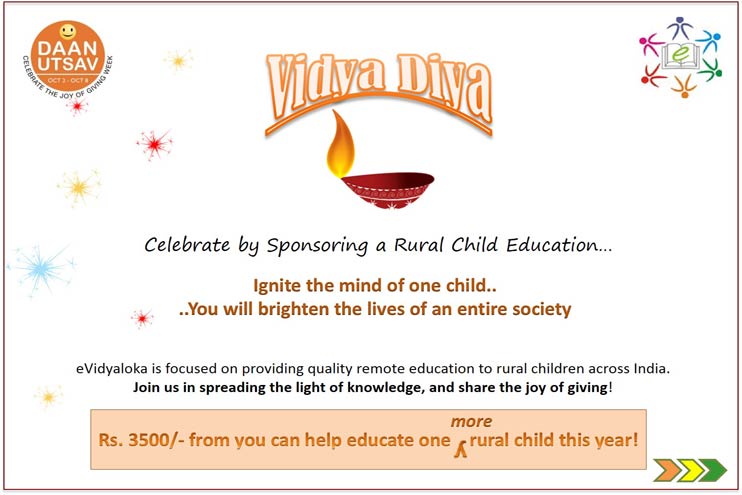 DAAN
UTSAV
OCT 2 - OCT 8
CELEBRATE THE JOY OF GIVING WEEK
Vidya Diya
e
Celebrate by Sponsoring a Rural Child Education...
Ignite the mind of one child..
..You will brighten the lives of an entire society
eVidyaloka is focused on providing quality remote education to rural children across India.
Join us in spreading the light of knowledge, and share the joy of giving!
more
Rs. 3500/- from you can help educate one rural child this year!